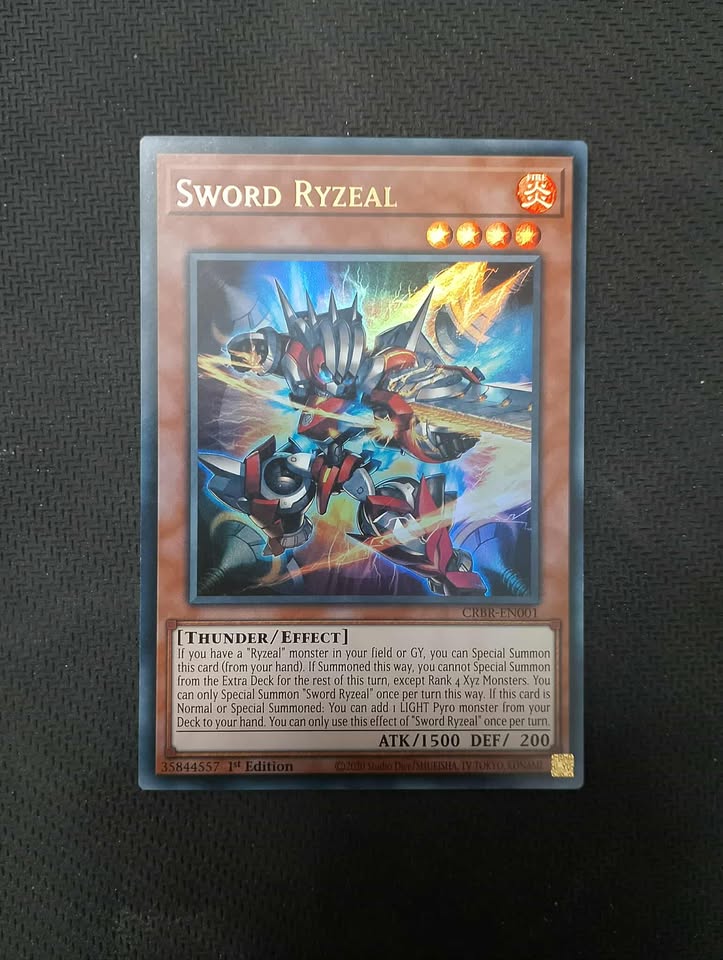 SWORD RYZEAL
FIRE
炎
CRBR-EN001
[THUNDER/EFFECT]
If you have a "Ryzeal" monster in your field or GY, you can Special Summon
this card (from your hand). If Summoned this way, you cannot Special Summon
from the Extra Deck for the rest of this turn, except Rank 4 Xyz Monsters. You
can only Special Summon "Sword Ryzeal" once per turn this way. If this card is
Normal or Special Summoned: You can add 1 LIGHT Pyro monster from your
Deck to your hand. You can only use this effect of "Sword Ryzeal" once per turn.
ATK/1500 DEF/ 200
35844557 1st Edition ©2020 Studio Dice/SHUEISHA, TV TOKYO, KONAMI